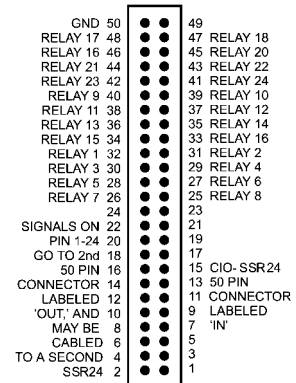 GND 50 49
RELAY 17 48 47 RELAY 18
RELAY 16 46 45 RELAY 20
RELAY 21 44 43 RELAY 22
RELAY 23 42 41 RELAY 24
RELAY 9 40 39 RELAY 10
RELAY 11 38 37 RELAY 12
RELAY 13 36 35 RELAY 14
RELAY 15 34 33 RELAY 16
RELAY 1 32 31 RELAY 2
RELAY 3 30 29 RELAY 4
RELAY 5 28 27 RELAY 6
RELAY 7 26 25 RELAY 8
24 23
SIGNALS ON 22 21
PIN 1-24 20 19
GO TO 2nd 18 17
50 PIN 16 15 CIO-SSR24
CONNECTOR 14 13 50 PIN
LABELED 12 11 CONNECTOR
'OUT,' AND 10 9 LABELED
MAY BE 8 7 'IN'
CABLED 6 5
TO A SECOND 4 3
SSR24 2 1